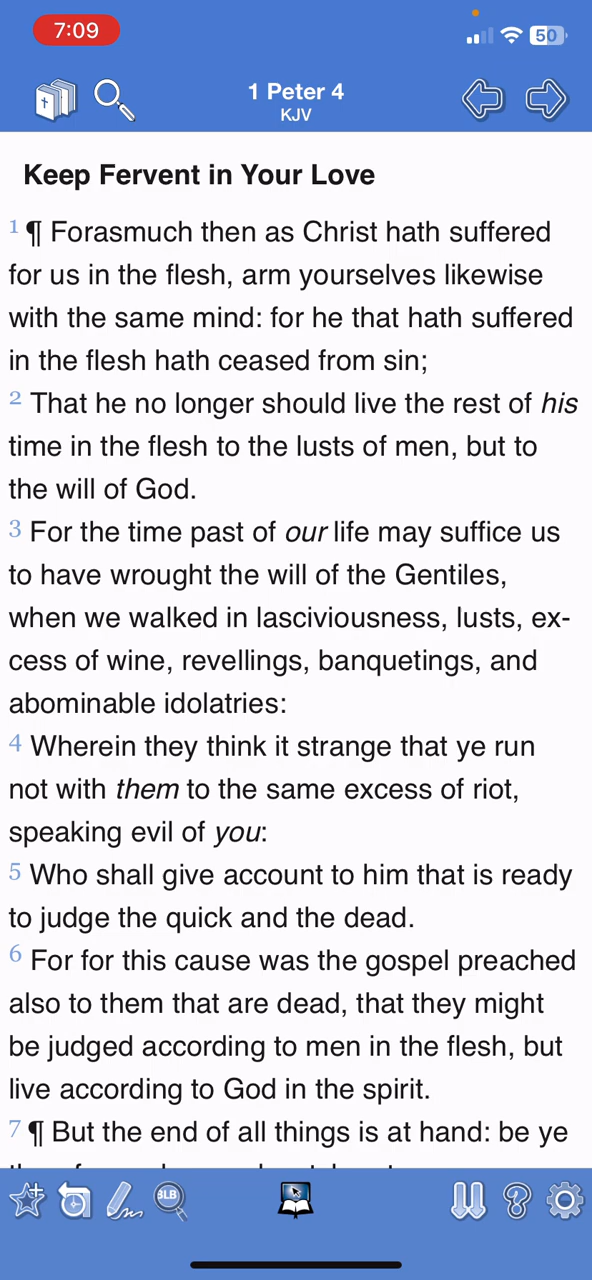 7:09
50
1 Peter 4
KJV
Keep Fervent in Your Love
1 ¶ Forasmuch then as Christ hath suffered
for us in the flesh, arm yourselves likewise
with the same mind: for he that hath suffered
in the flesh hath ceased from sin;
2 That he no longer should live the rest of his
time in the flesh to the lusts of men, but to
the will of God.
3 For the time past of our life may suffice us
to have wrought the will of the Gentiles,
when we walked in lasciviousness, lusts, ex-
cess of wine, revellings, banquetings, and
abominable idolatries:
4 Wherein they think it strange that ye run
not with them to the same excess of riot,
speaking evil of you:
5 Who shall give account to him that is ready
to judge the quick and the dead.
6 For for this cause was the gospel preached
also to them that are dead, that they might
be judged according to men in the flesh, but
live according to God in the spirit.
7 ¶ But the end of all things is at hand: be ye
BLB